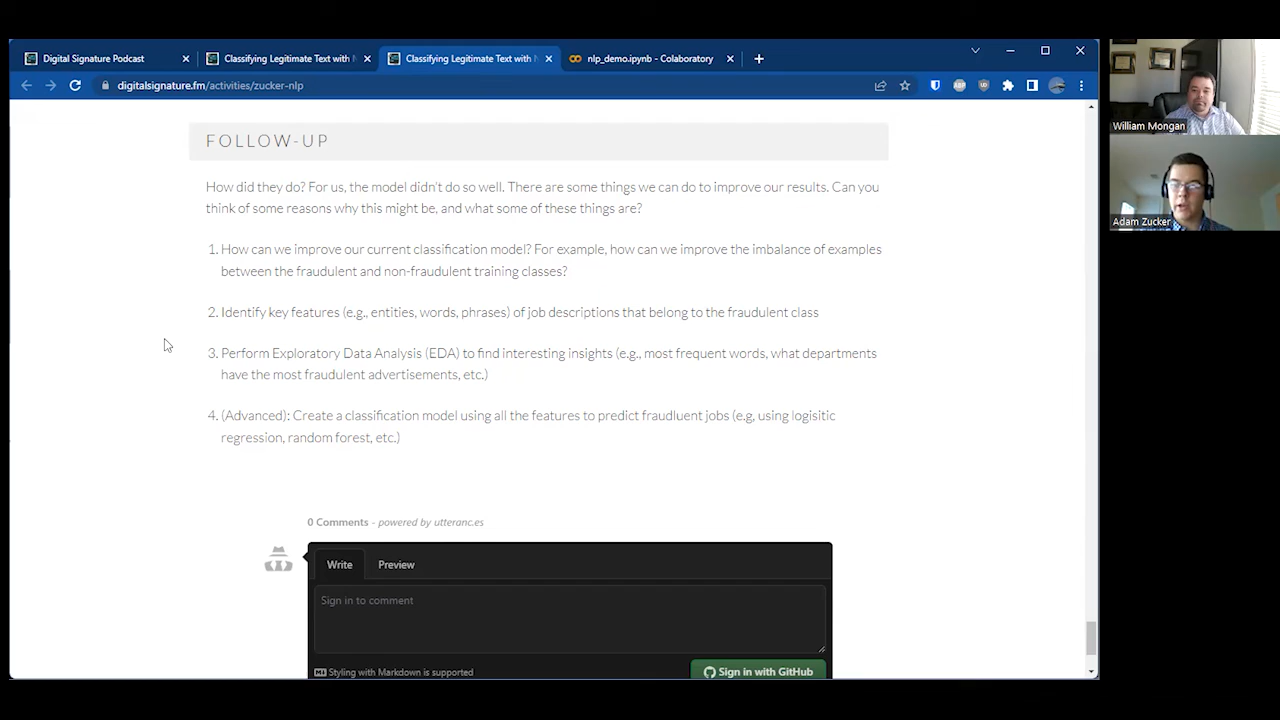 Digital Signature Podcast
Classifying Legitimate Text with N
Classifying Legitimate Text with N
nlp_demo.ipynb - Colaboratory
digitalsignature.fm/activities/zucker-nlp
William Mongan
Adam Zucker
FOLLOW-UP
How did they do? For us, the model didn't do so well. There are some things we can do to improve our results. Can you
think of some reasons why this might be, and what some of these things are?
1. How can we improve our current classification model? For example, how can we improve the imbalance of examples
between the fraudulent and non-fraudulent training classes?
2. Identify key features (e.g., entities, words, phrases) of job descriptions that belong to the fraudulent class
3. Perform Exploratory Data Analysis (EDA) to find interesting insights (e.g., most frequent words, what departments
have the most fraudulent advertisements, etc.)
4. (Advanced): Create a classification model using all the features to predict fraudluent jobs (e.g, using logisitic
regression, random forest, etc.)
0 Comments - powered by utteranc.es
Write
Preview
Sign in to comment
Styling with Markdown is supported
Sign in with GitHub